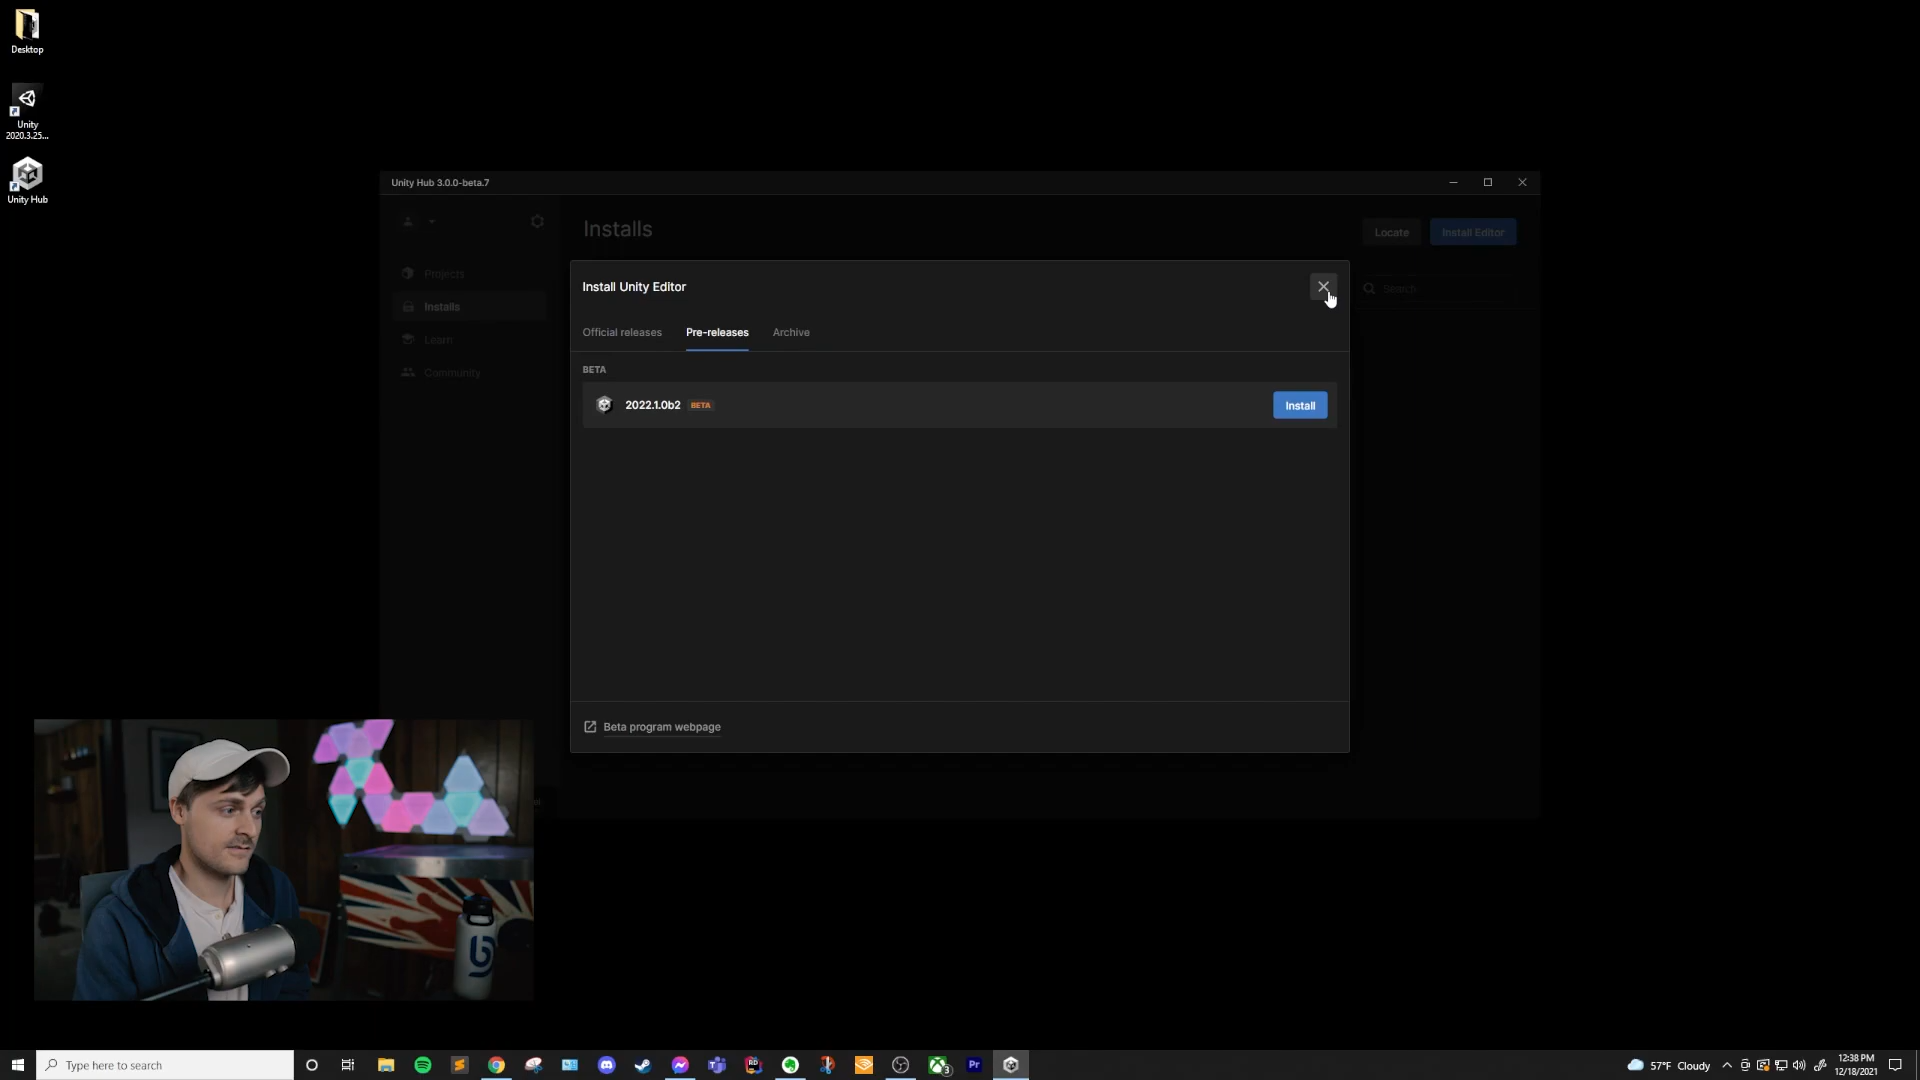 Desktop
Unity
2020.3.25...
Unity Hub
Unity Hub 3.0.0-beta.7
Installs
Locate
Install Editor
Projects
Installs
Learn
Community
Search
Install Unity Editor
Official releases
Pre-releases
Archive
BETA
2022.1.0b2 BETA
Install
Beta program webpage
Type here to search
3
57°F Cloudy
12:38 PM
12/18/2021